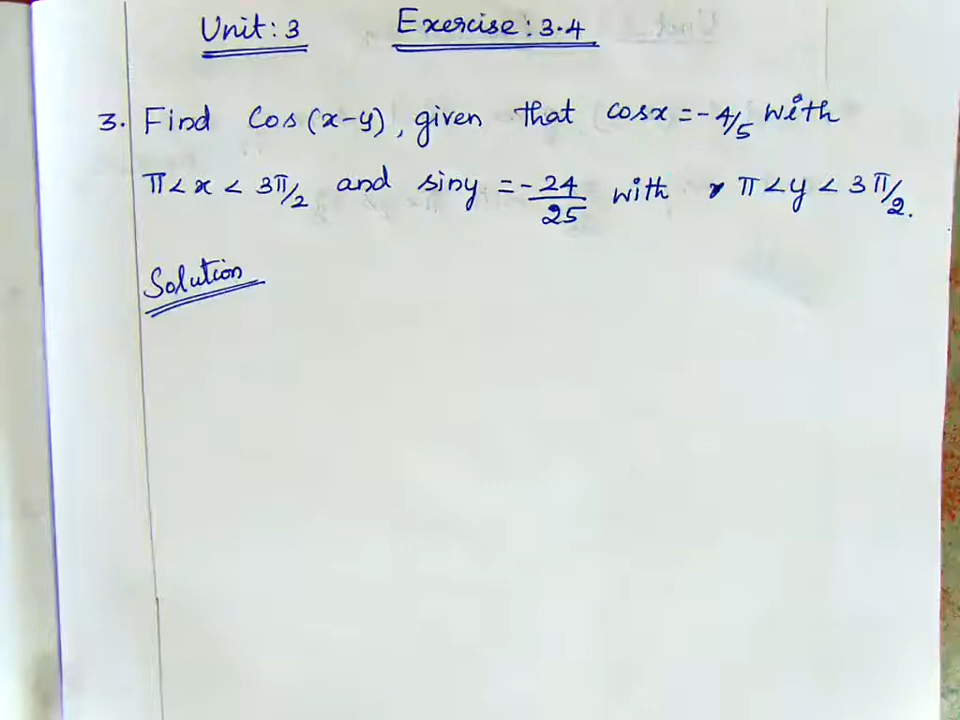 Unit: 3 Exercise: 3.4
3. Find Cos(x-y), given that cosx = -4/5 with
π< x < 3π/2 and siny = -24/25 with π <y < 3π/2.
Solution